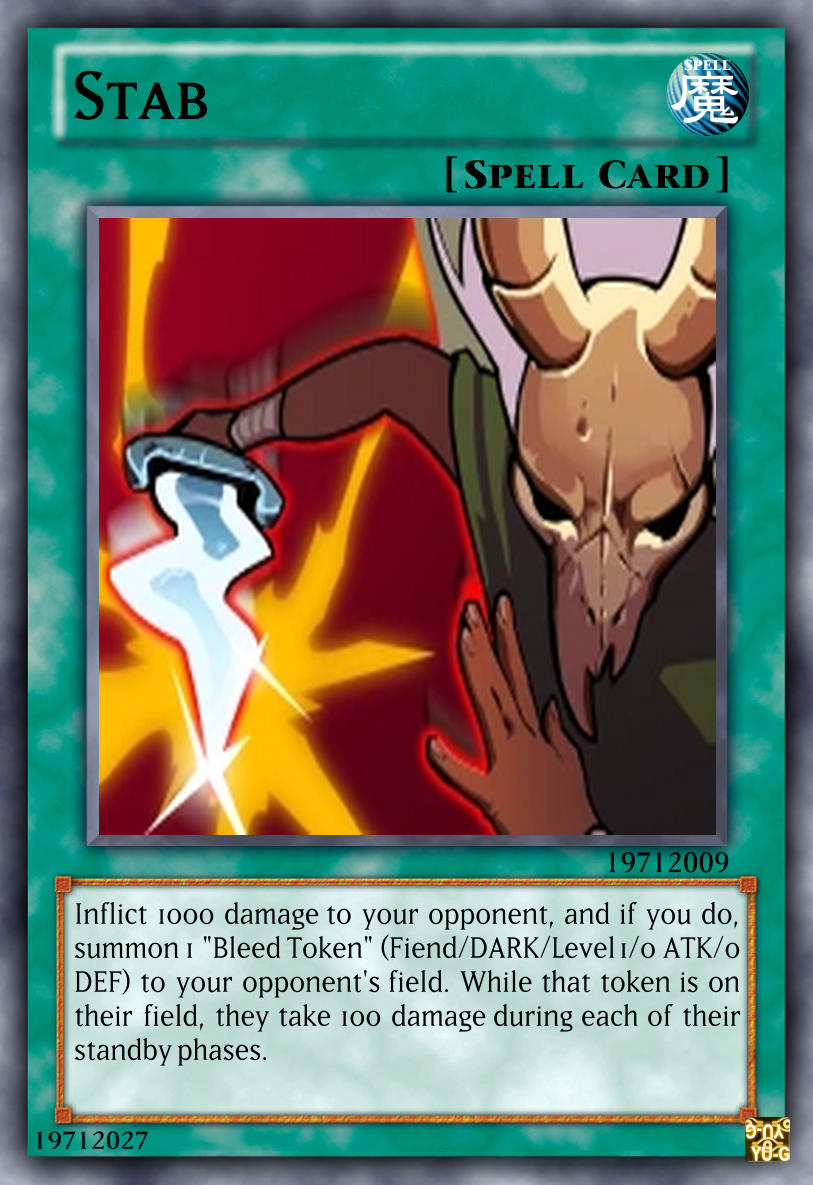 Stab
SPELL
魔
[Spell Card]
19712009
Inflict 1000 damage to your opponent, and if you do,
summon 1 "Bleed Token" (Fiend/DARK/Level 1/0 ATK/0
DEF) to your opponent's field. While that token is on
their field, they take 100 damage during each of their
standby phases.
19712027
YU-G